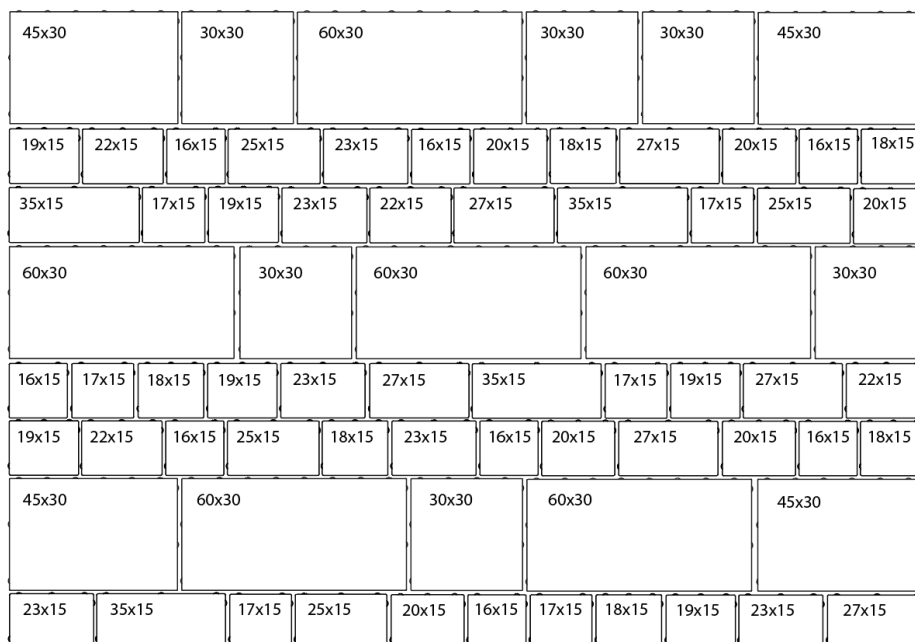 45x30 30x30 60x30 30x30 30x30 45x30
19x15 22x15 16x15 25x15 23x15 16x15 20x15 18x15 27x15 20x15 16x15 18x15
35x15 17x15 19x15 23x15 22x15 27x15 35x15 17x15 25x15 20x15
60x30 30x30 60x30 60x30 30x30
16x15 17x15 18x15 19x15 23x15 27x15 35x15 17x15 19x15 27x15 22x15
19x15 22x15 16x15 25x15 18x15 23x15 16x15 20x15 27x15 20x15 16x15 18x15
45x30 60x30 30x30 60x30 45x30
23x15 35x15 17x15 25x15 20x15 16x15 17x15 18x15 19x15 23x15 27x15